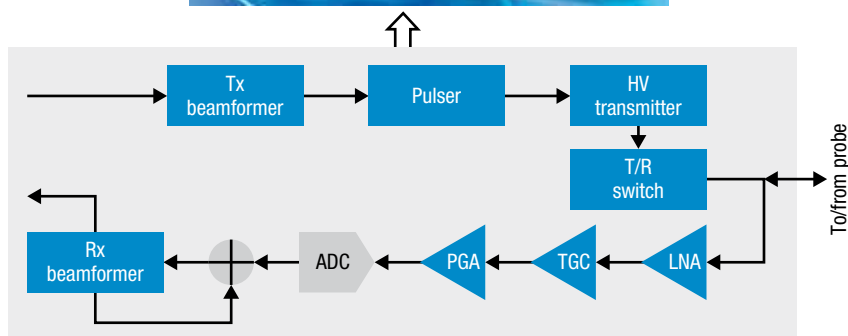 Tx
beamformer
Pulser
HV
transmitter
T/R
switch
To/from probe
Rx
beamformer
ADC
PGA
TGC
LNA